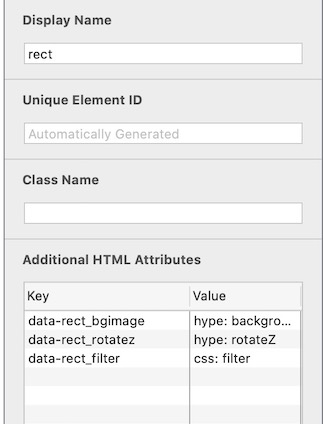 Display Name
rect
Unique Element ID
Automatically Generated
Class Name
Additional HTML Attributes
Key Value
data-rect_bgimage hype: backgro...
data-rect_rotatez hype: rotateZ
data-rect_filter css: filter